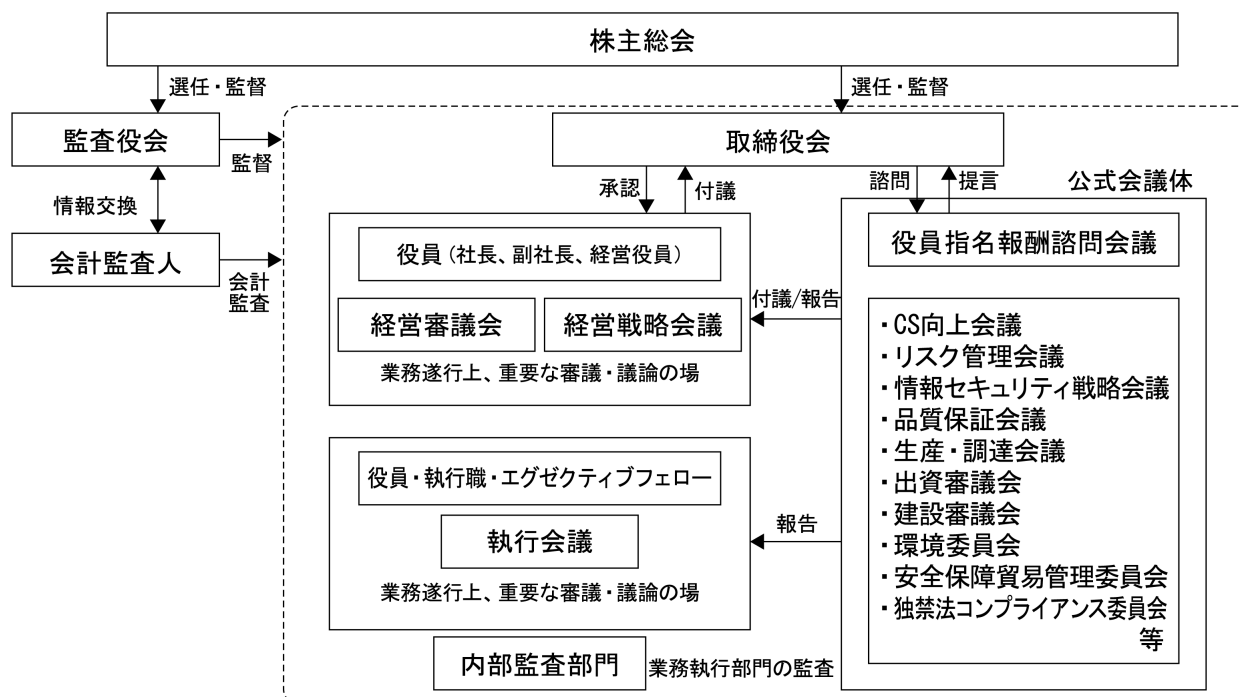 株主総会
選任・監督
選任・監督
監査役会
監督
取締役会
情報交換
承認
付議
諮問
提言
公式会議体
会計監査人
会計
監査
役員（社長、副社長、経営役員）
経営審議会
経営戦略会議
業務遂行上、重要な審議・議論の場
付議/報告
役員指名報酬諮問会議
・CS向上会議
・リスク管理会議
・情報セキュリティ戦略会議
・品質保証会議
・生産・調達会議
・出資審議会
・建設審議会
・環境委員会
・安全保障貿易管理委員会
・独禁法コンプライアンス委員会
等
役員・執行職・エグゼクティブフェロー
執行会議
業務遂行上、重要な審議・議論の場
報告
内部監査部門
業務執行部門の監査